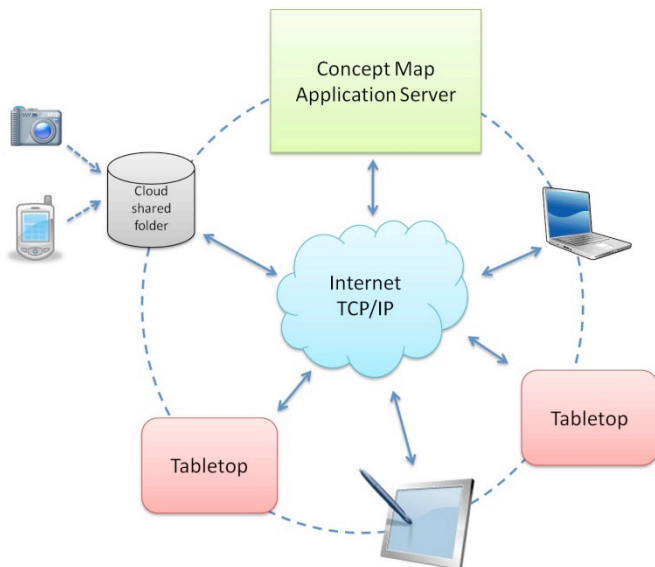 Concept Map
Application Server
Cloud
shared
folder
Internet
TCP/IP
Tabletop
Tabletop